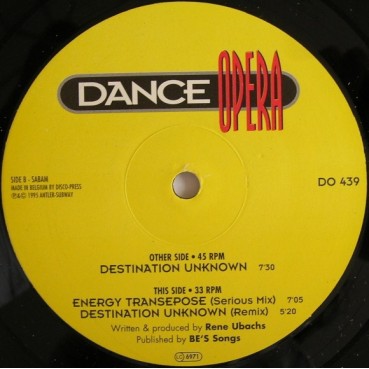 DANCE OPERA
SIDE B - SABAM
MADE IN BELGIUM BY DISCO-PRESS
℗&© 1995 ANTLER-SUBWAY
DO 439
OTHER SIDE • 45 RPM
DESTINATION UNKNOWN 7'30
THIS SIDE • 33 RPM
ENERGY TRANSEPOSE (Serious Mix) 7'05
DESTINATION UNKNOWN (Remix) 5'20
Written & produced by Rene Ubachs
Published by BE'S Songs
LC 6971